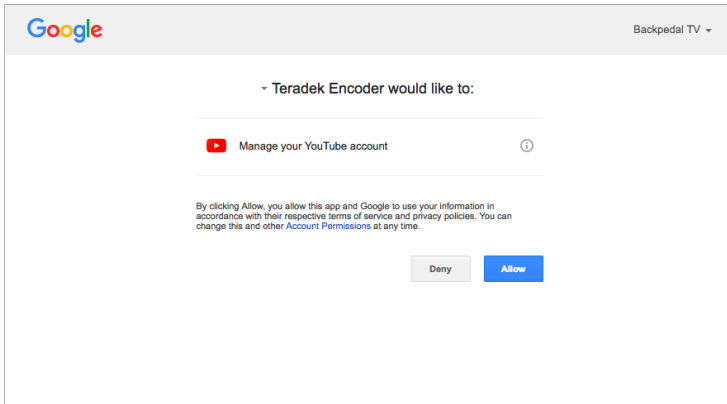 Google
Backpedal TV
Teradek Encoder would like to:
Manage your YouTube account
By clicking Allow, you allow this app and Google to use your information in
accordance with their respective terms of service and privacy policies. You can
change this and other Account Permissions at any time.
Deny
Allow